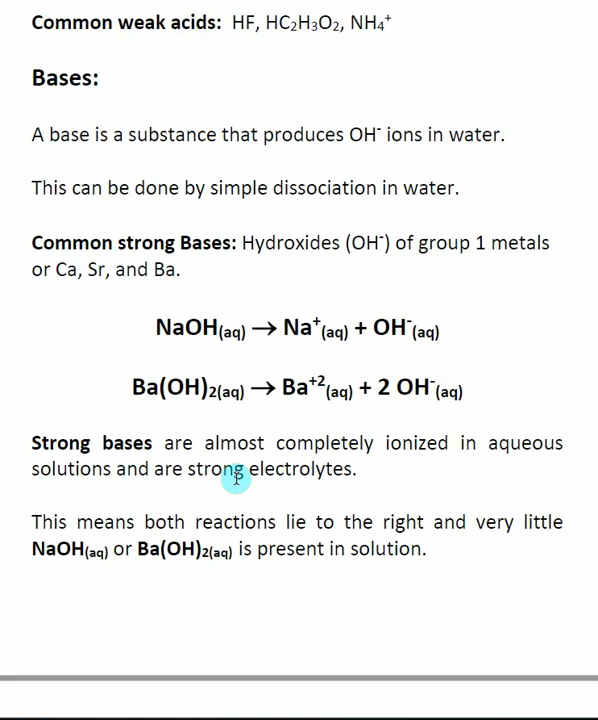 Common weak acids: HF, HC₂H₃O₂, NH₄⁺
Bases:
A base is a substance that produces OH⁻ ions in water.
This can be done by simple dissociation in water.
Common strong Bases: Hydroxides (OH⁻) of group 1 metals
or Ca, Sr, and Ba.
NaOH(aq) → Na⁺(aq) + OH⁻(aq)
Ba(OH)₂(aq) → Ba⁺²(aq) + 2 OH⁻(aq)
Strong bases are almost completely ionized in aqueous
solutions and are strong electrolytes.
This means both reactions lie to the right and very little
NaOH(aq) or Ba(OH)₂(aq) is present in solution.